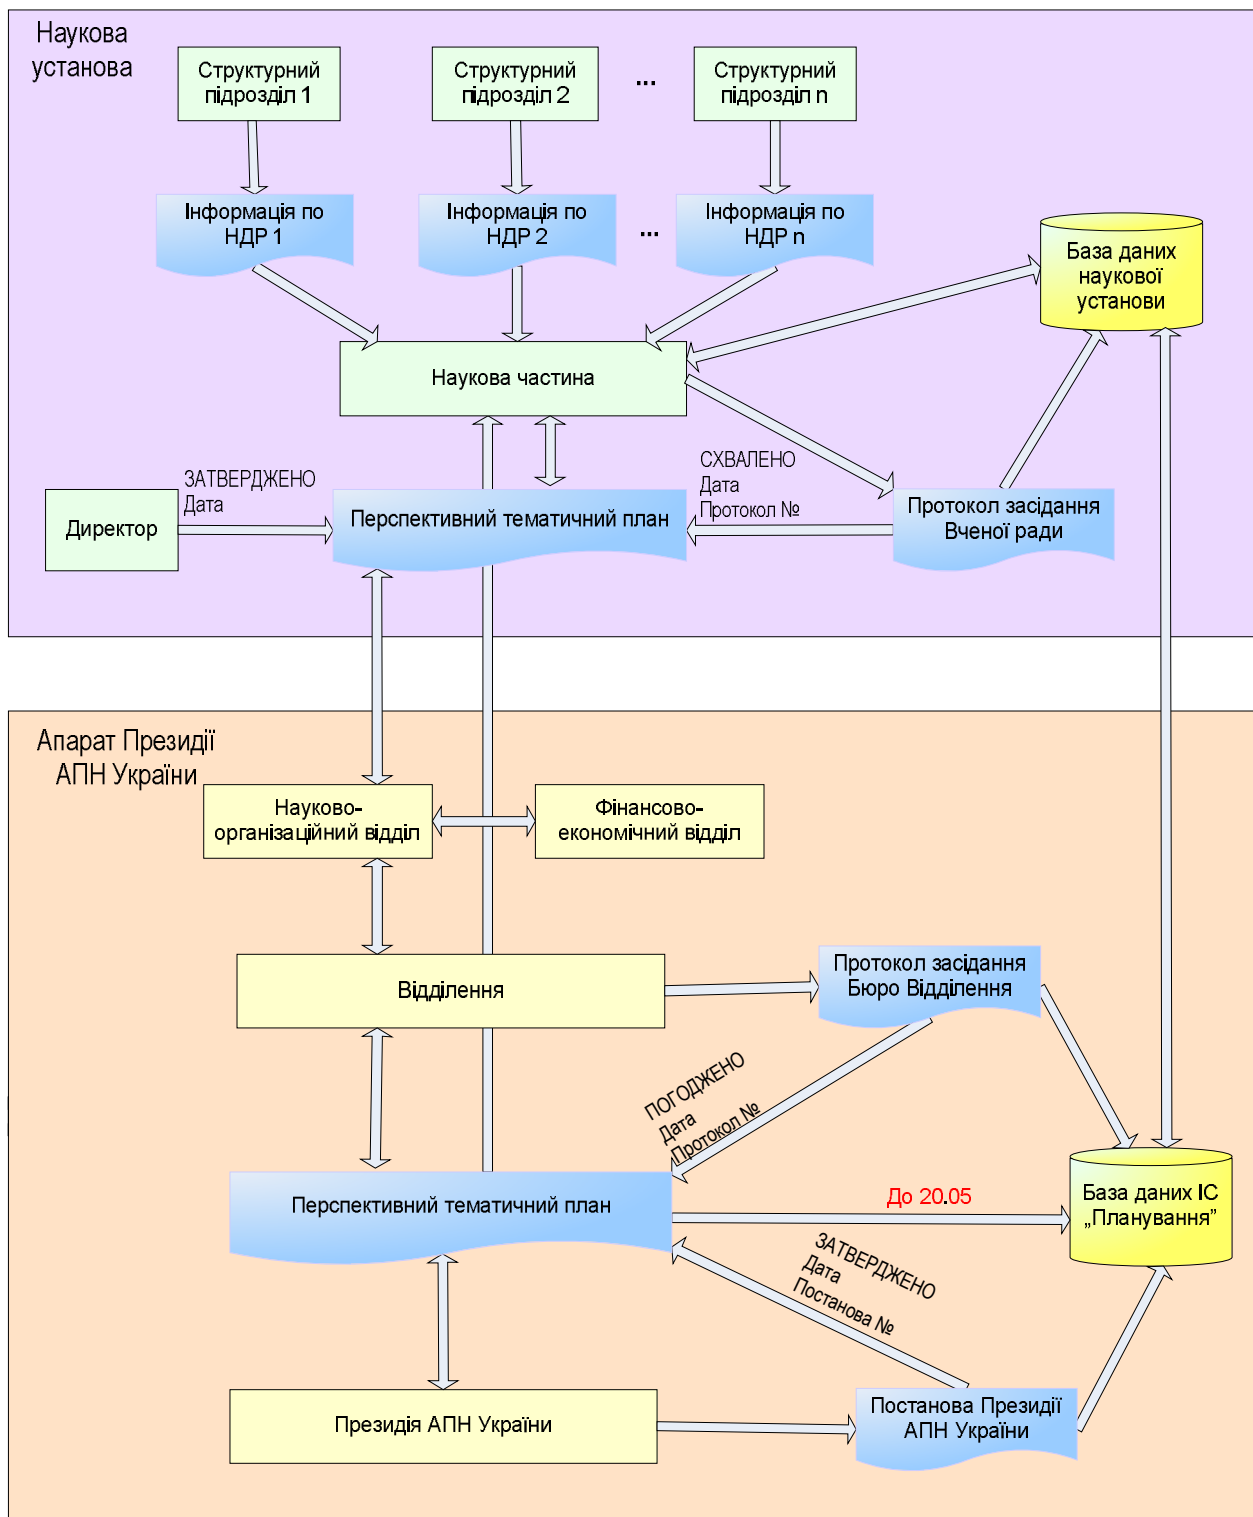 Наукова
установа
Структурний
підрозділ 1
Структурний
підрозділ 2
...
Структурний
підрозділ n
Інформація по
НДР 1
Інформація по
НДР 2
...
Інформація по
НДР n
База даних
наукової
установи
Наукова частина
ЗАТВЕРДЖЕНО
Дата
СХВАЛЕНО
Дата
Протокол №
Директор
Перспективний тематичний план
Протокол засідання
Вченої ради
Апарат Президії
АПН України
Науково-
організаційний відділ
Фінансово-
економічний відділ
Відділення
Протокол засідання
Бюро Відділення
ПОГОДЖЕНО
Дата
Протокол №
Перспективний тематичний план
До 20.05
База даних ІС
„Планування”
ЗАТВЕРДЖЕНО
Дата
Постанова №
Президія АПН України
Постанова Президії
АПН України